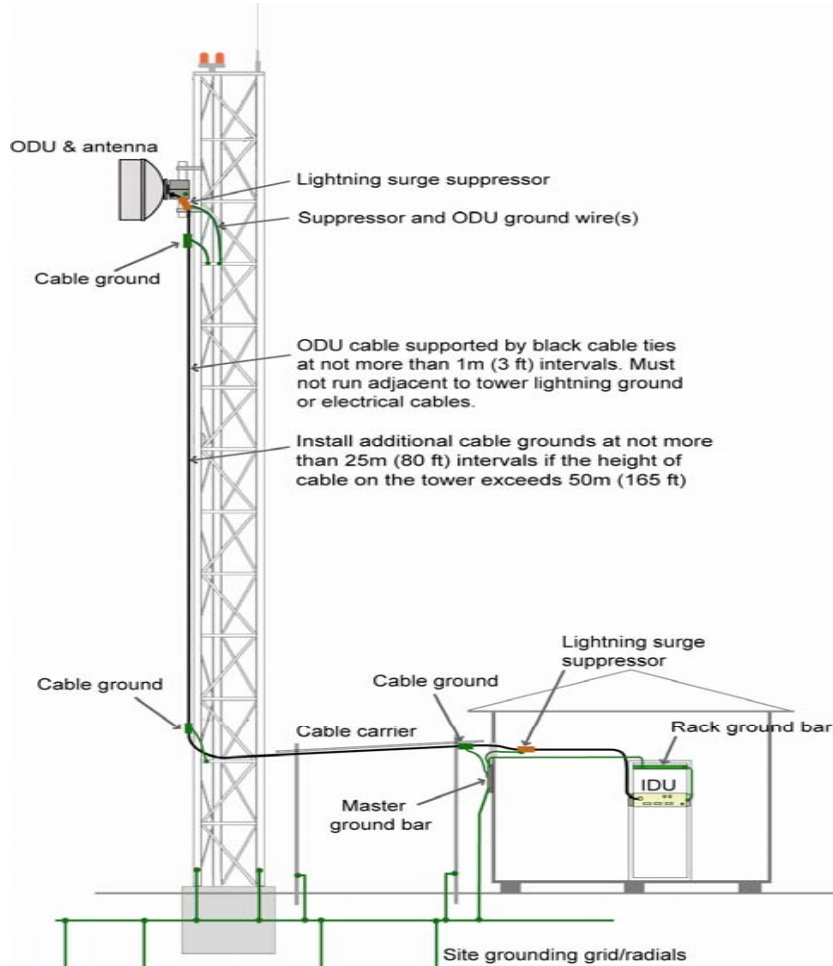 ODU & antenna
Lightning surge suppressor
Suppressor and ODU ground wire(s)
Cable ground
ODU cable supported by black cable ties
at not more than 1m (3 ft) intervals. Must
not run adjacent to tower lightning ground
or electrical cables.
Install additional cable grounds at not more
than 25m (80 ft) intervals if the height of
cable on the tower exceeds 50m (165 ft)
Lightning surge
suppressor
Cable ground
Cable ground
Cable carrier
Rack ground bar
IDU
Master
ground bar
Site grounding grid/radials